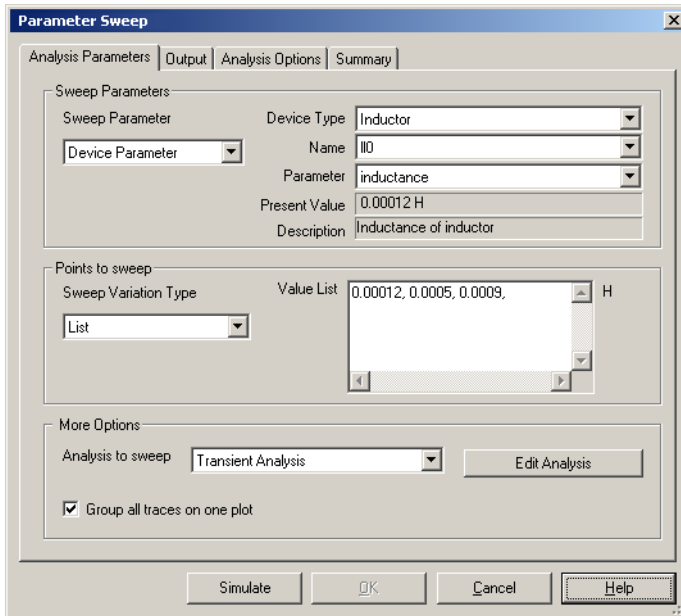 Parameter Sweep
Analysis Parameters Output Analysis Options Summary
Sweep Parameters
Sweep Parameter
Device Parameter
Device Type Inductor
Name ll0
Parameter inductance
Present Value 0.00012 H
Description Inductance of inductor
Points to sweep
Sweep Variation Type
List
Value List 0.00012, 0.0005, 0.0009, H
More Options
Analysis to sweep Transient Analysis Edit Analysis
Group all traces on one plot
Simulate OK Cancel Help